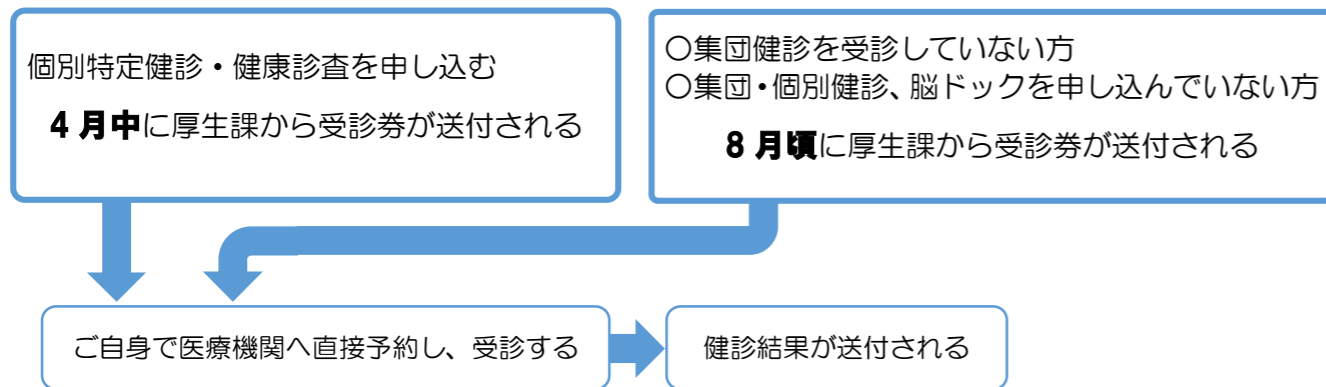 個別特定健診・健康診査を申し込む
4月中に厚生課から受診券が送付される
〇集団健診を受診していない方
〇集団・個別健診、脳ドックを申し込んでいない方
8月頃に厚生課から受診券が送付される
ご自身で医療機関へ直接予約し、受診する
健診結果が送付される